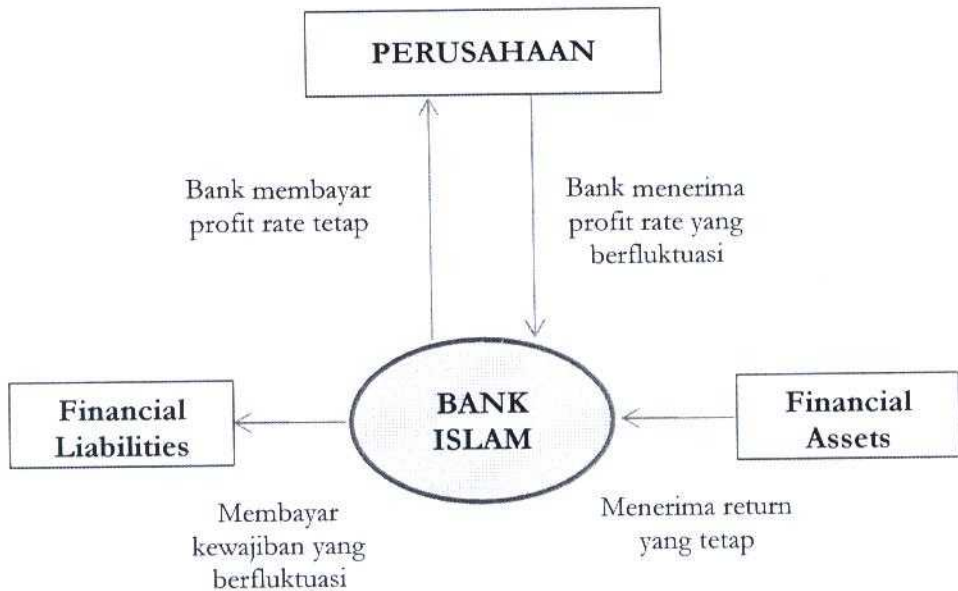 PERUSAHAAN
Bank membayar
profit rate tetap
Bank menerima
profit rate yang
berfluktuasi
Financial
Liabilities
BANK
ISLAM
Financial
Assets
Membayar
kewajiban yang
berfluktuasi
Menerima return
yang tetap